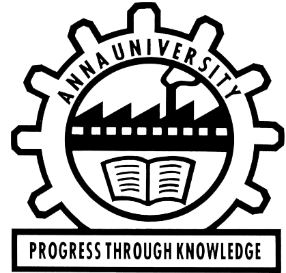 ANNA UNIVERSITY
PROGRESS THROUGH KNOWLEDGE